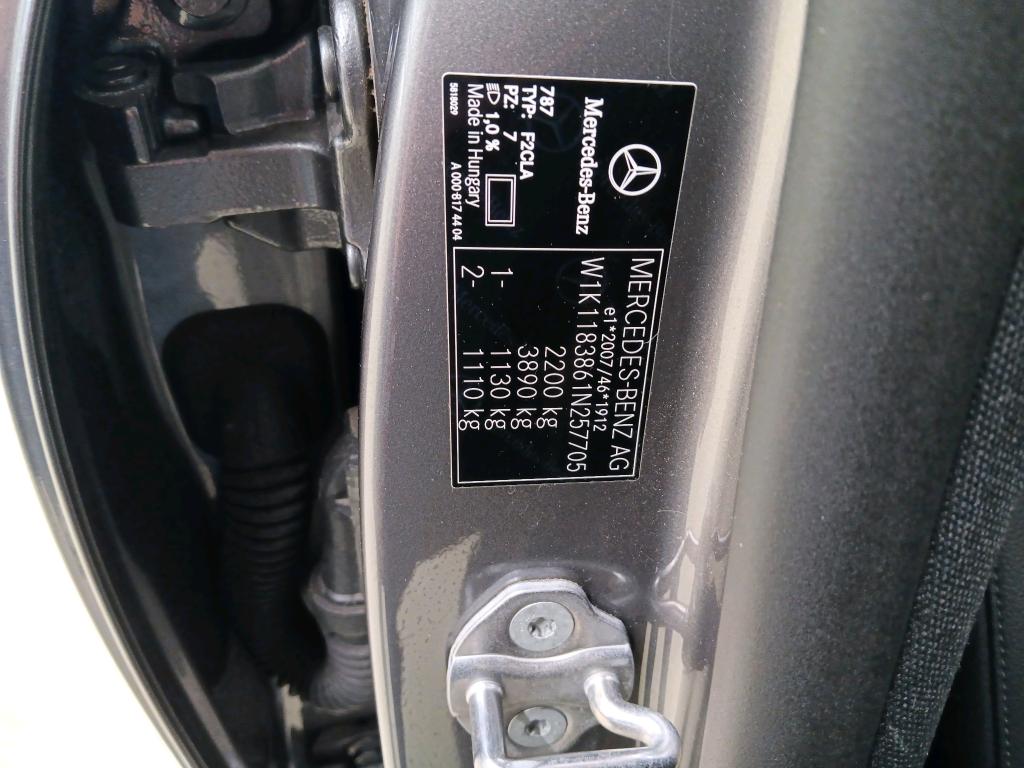 Mercedes-Benz
787
TYP: F2CLA
PZ: 7
1,0 %
Made in Hungary
5818029
A 000 817 44 04
MERCEDES-BENZ AG
e1*2007/46*1912
W1K1183861N257705
2200 kg
3890 kg
1- 1130 kg
2- 1110 kg